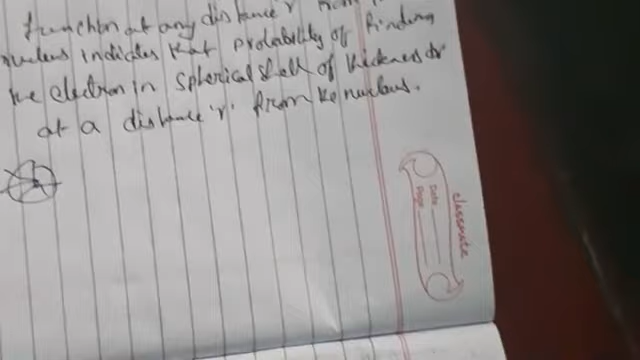 function at any distance 'r' from
nucleus indicates that probability of finding
the electron in spherical shell of thickness dr
at a distance 'r' from the nucleus.
classmate
Date
Page